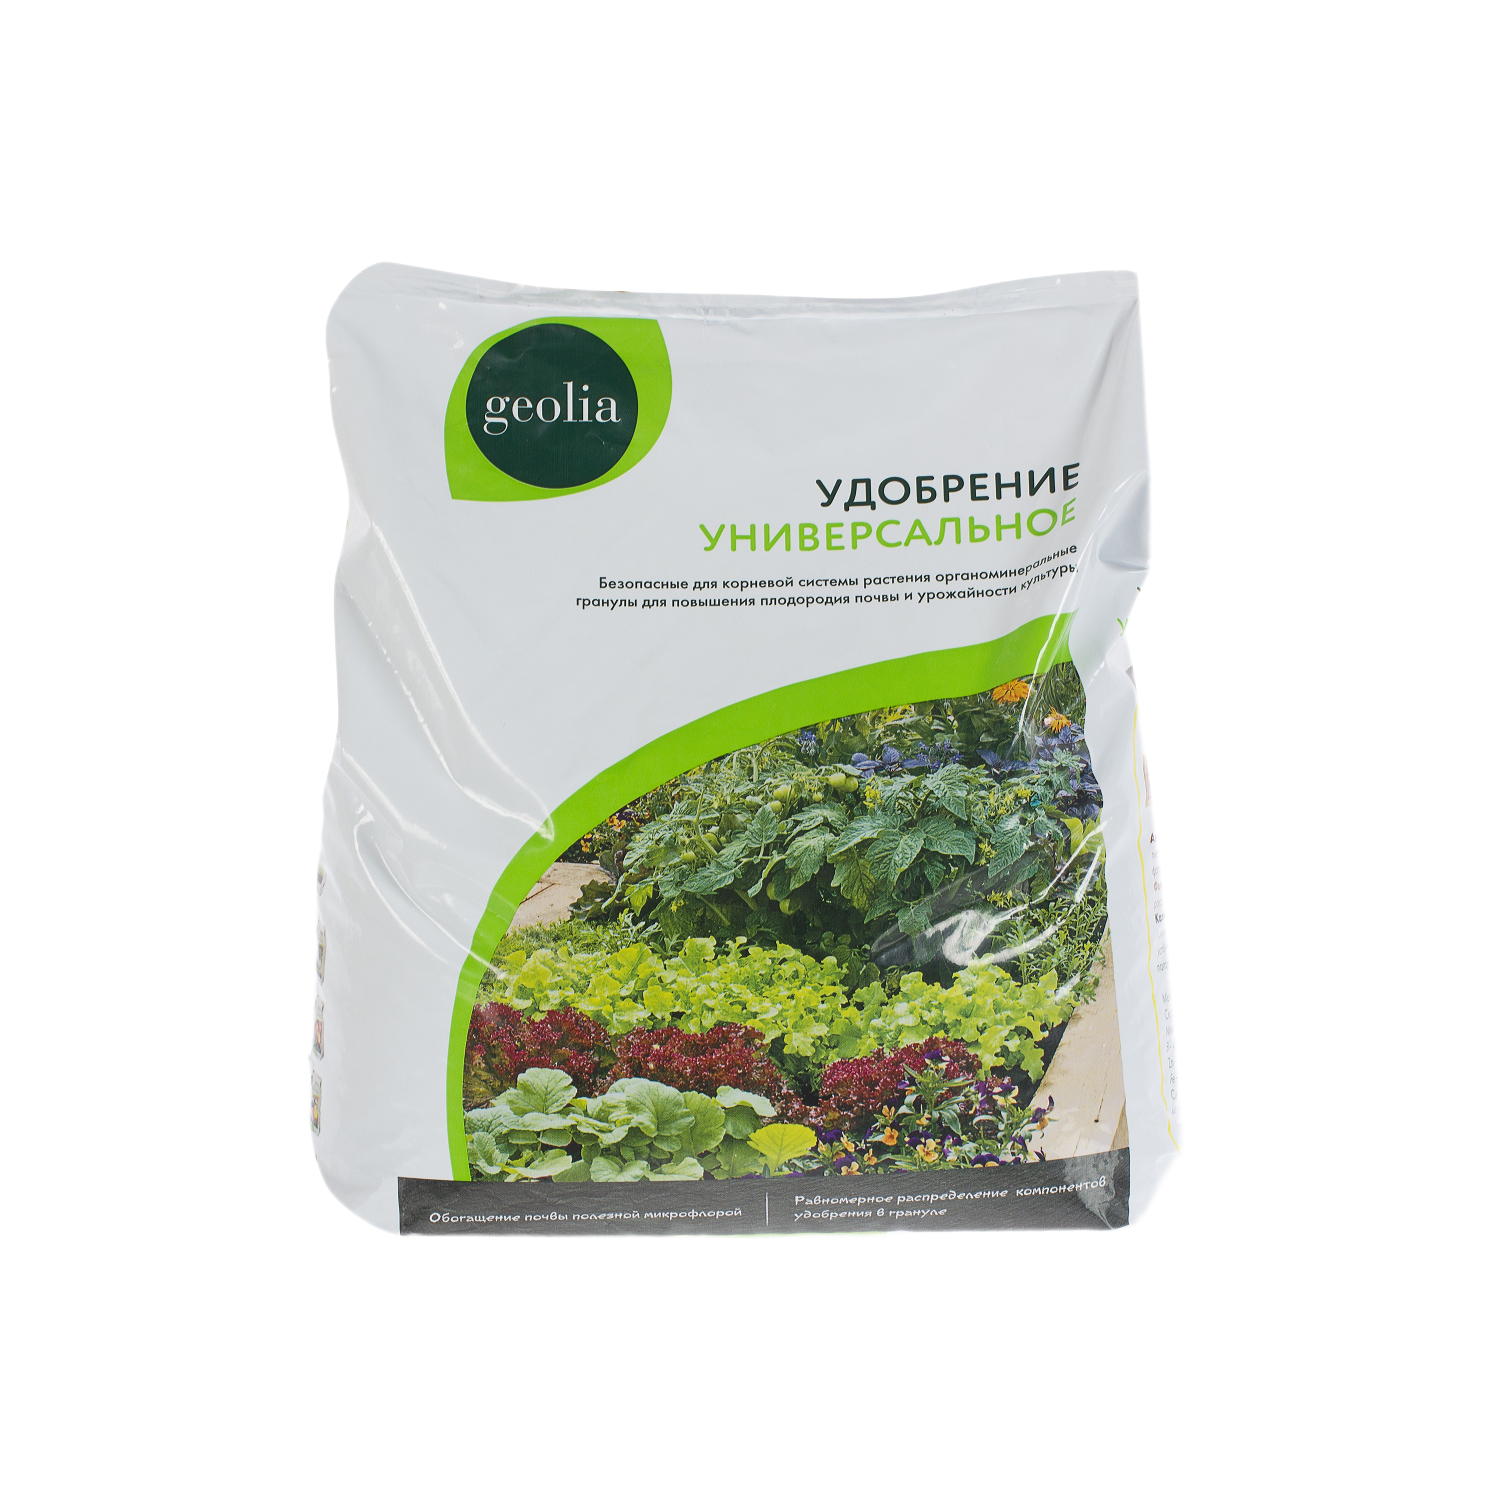 geolia
УДОБРЕНИЕ
УНИВЕРСАЛЬНОЕ
Безопасные для корневой системы растения органоминеральные
гранулы для повышения плодородия почвы и урожайности культуры
Обогащение почвы полезной микрофлорой
Равномерное распределение компонентов
удобрения в грануле